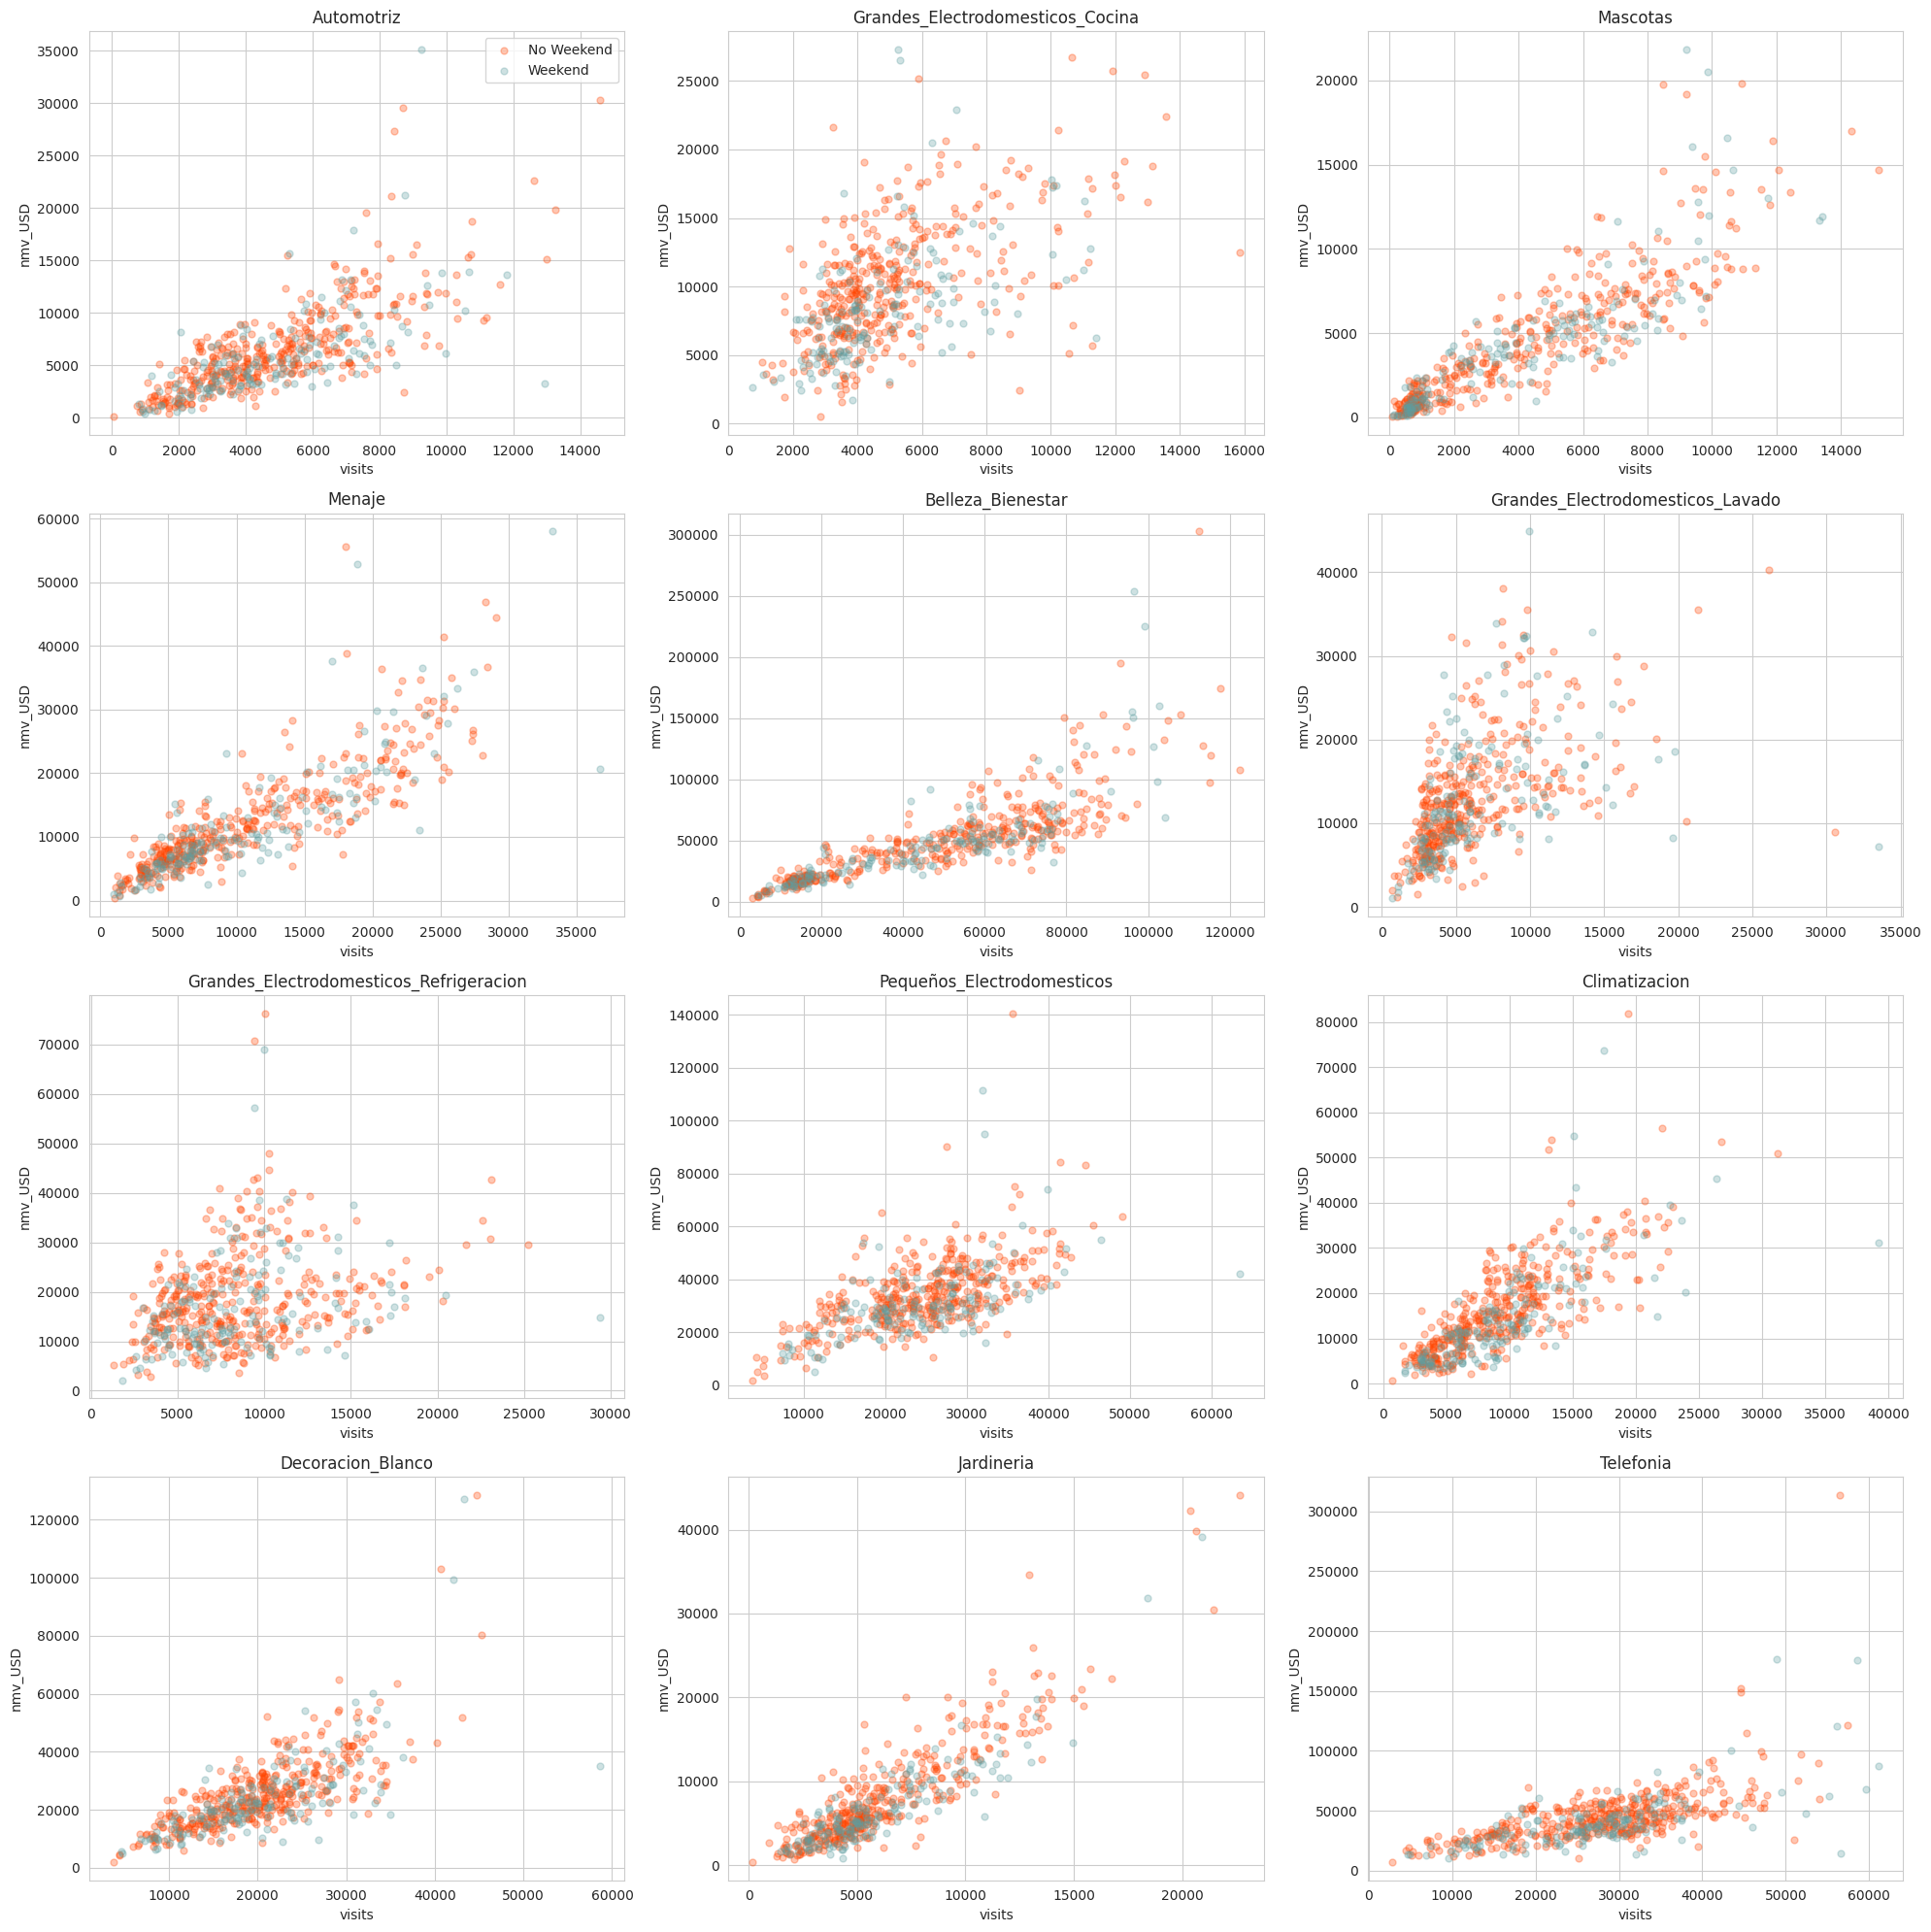 Automotriz
No Weekend
Weekend
35000
30000
25000
20000
15000
10000
5000
0
nmv_USD
0 2000 4000 6000 8000 10000 12000 14000
visits
Grandes_Electrodomesticos_Cocina
25000
20000
15000
10000
5000
0
nmv_USD
0 2000 4000 6000 8000 10000 12000 14000 16000
visits
Mascotas
20000
15000
10000
5000
0
nmv_USD
0 2000 4000 6000 8000 10000 12000 14000
visits
Menaje
60000
50000
40000
30000
20000
10000
0
nmv_USD
0 5000 10000 15000 20000 25000 30000 35000
visits
Belleza_Bienestar
300000
250000
200000
150000
100000
50000
0
nmv_USD
0 20000 40000 60000 80000 100000 120000
visits
Grandes_Electrodomesticos_Lavado
40000
30000
20000
10000
0
nmv_USD
0 5000 10000 15000 20000 25000 30000 35000
visits
Grandes_Electrodomesticos_Refrigeracion
70000
60000
50000
40000
30000
20000
10000
0
nmv_USD
0 5000 10000 15000 20000 25000 30000
visits
Pequeños_Electrodomesticos
140000
120000
100000
80000
60000
40000
20000
0
nmv_USD
10000 20000 30000 40000 50000 60000
visits
Climatizacion
80000
70000
60000
50000
40000
30000
20000
10000
0
nmv_USD
0 5000 10000 15000 20000 25000 30000 35000 40000
visits
Decoracion_Blanco
120000
100000
80000
60000
40000
20000
0
nmv_USD
10000 20000 30000 40000 50000 60000
visits
Jardineria
40000
30000
20000
10000
0
nmv_USD
0 5000 10000 15000 20000
visits
Telefonia
300000
250000
200000
150000
100000
50000
0
nmv_USD
0 10000 20000 30000 40000 50000 60000
visits